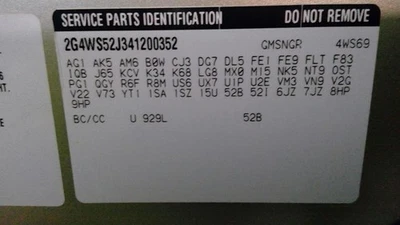 SERVICE PARTS IDENTIFICATION
DO NOT REMOVE
2G4WS52J341200352 GMSNGR 4WS69
AG1 AK5 AM6 B0W CJ3 DG7 DL5 FE1 FE9 FLT F83
IQB J65 KCV K34 K68 LG8 MX0 M15 NK5 NT9 OST
PG1 QGY R6F R8M US6 UX7 U1P U2E VM3 VN9 V2G
V22 V73 YT1 1SA 1SZ 15U 52B 52I 6JZ 7JZ 8HP
9HP
BC/CC U 929L 52B